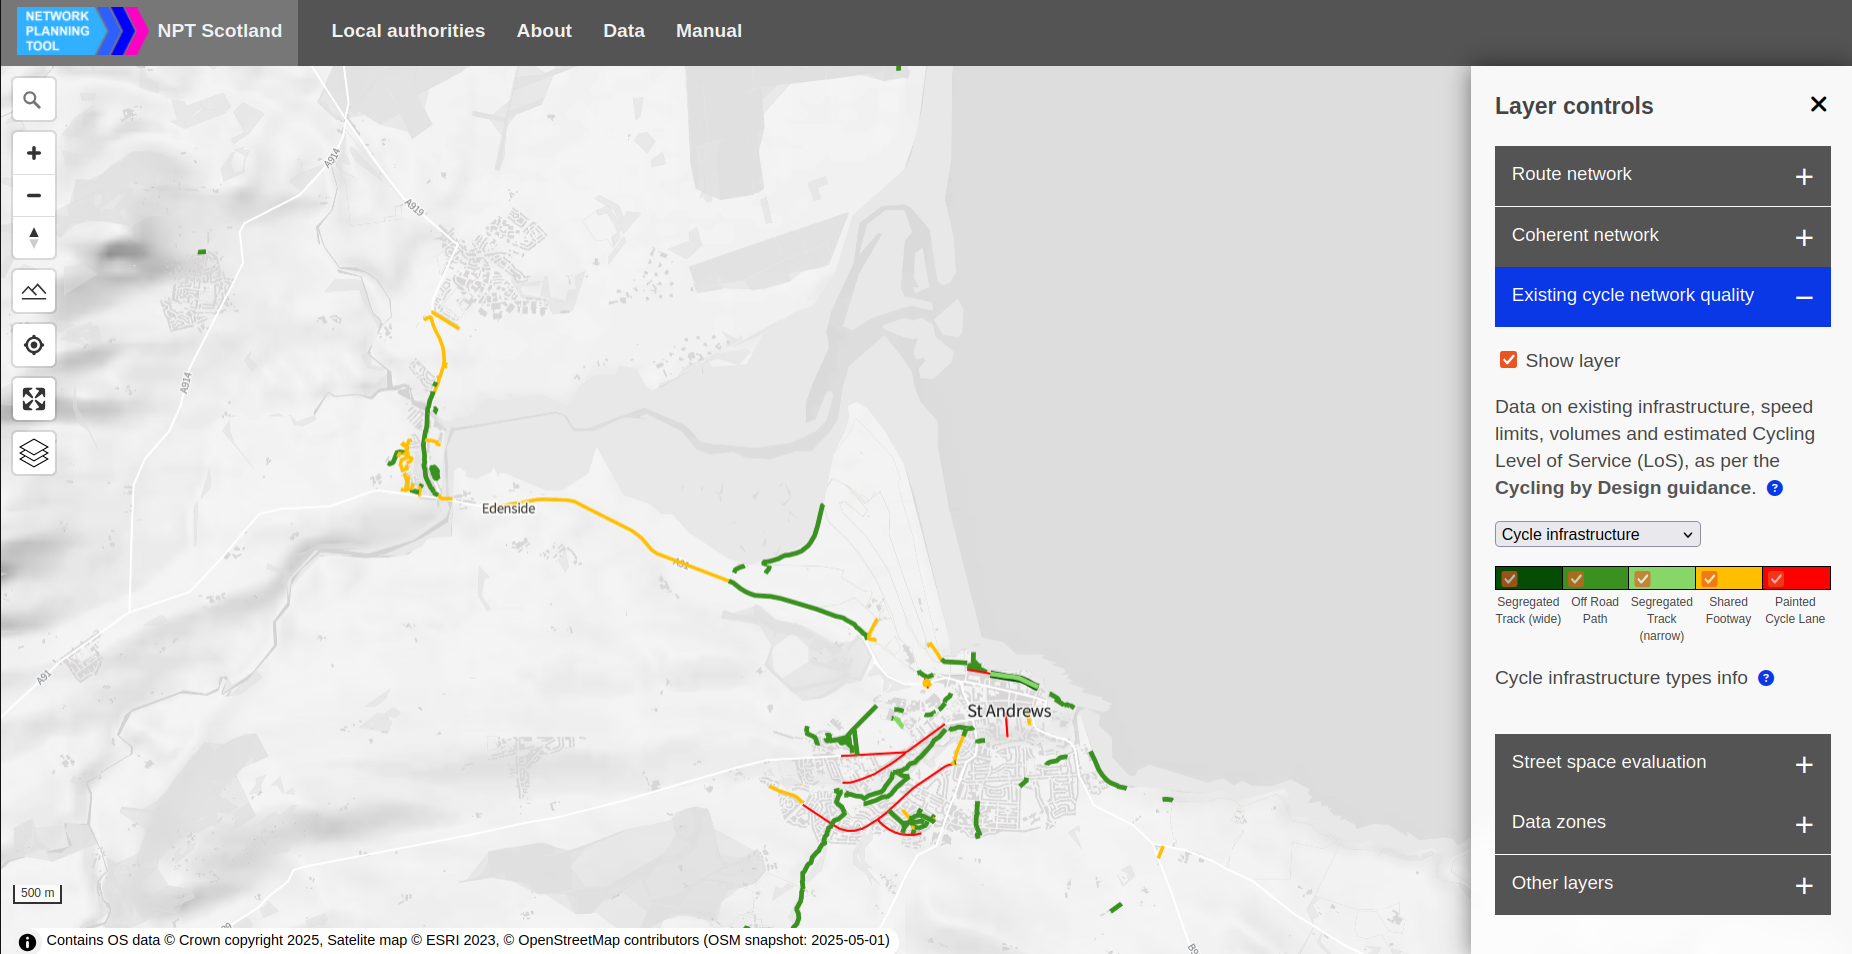 NETWORK
PLANNING
TOOL
NPT Scotland
Local authorities
About
Data
Manual
Layer controls
Route network
Coherent network
Existing cycle network quality
Show layer
Data on existing infrastructure, speed
limits, volumes and estimated Cycling
Level of Service (LoS), as per the
Cycling by Design guidance.
Cycle infrastructure
Segregated
Track (wide)
Off Road
Path
Segregated
Track
(narrow)
Shared
Footway
Painted
Cycle Lane
Cycle infrastructure types info
Street space evaluation
Data zones
Other layers
A914
A919
A914
Edenside
A91
A91
St Andrews
500 m
Contains OS data © Crown copyright 2025, Satelite map © ESRI 2023, © OpenStreetMap contributors (OSM snapshot: 2025-05-01)